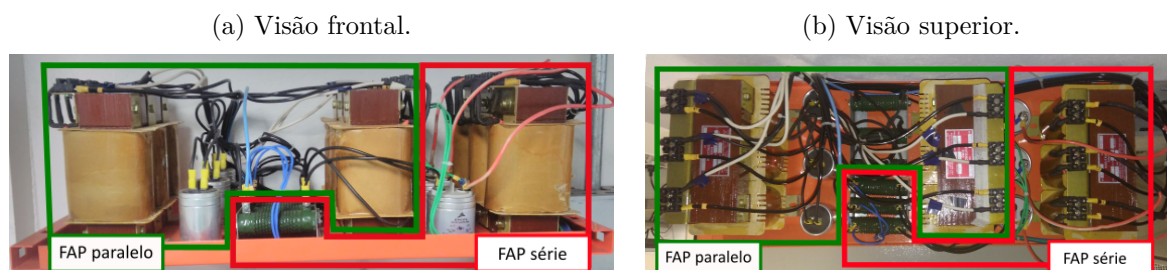 (a) Visão frontal.
(b) Visão superior.
FAP paralelo
FAP série
FAP paralelo
FAP série